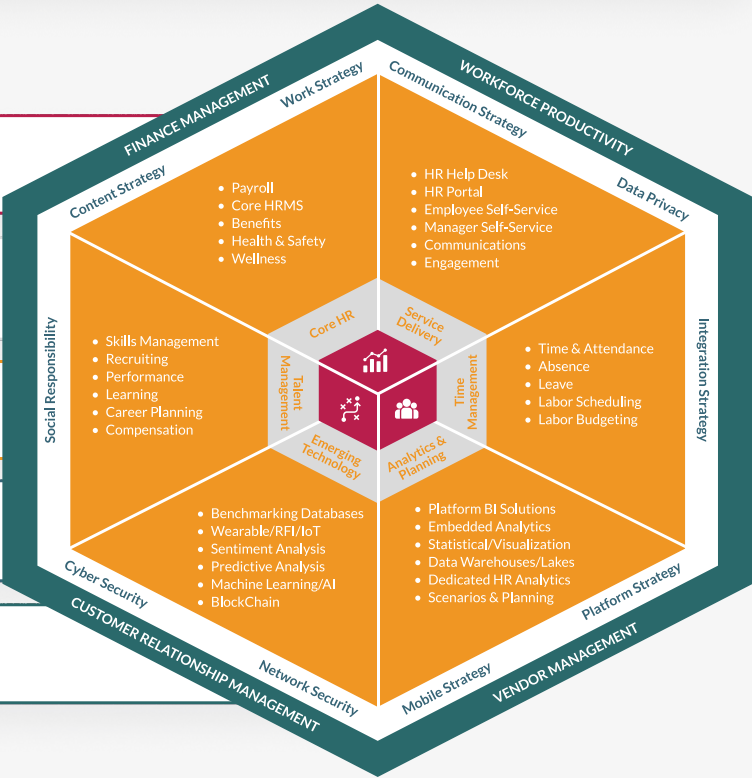 FINANCE MANAGEMENT
WORKFORCE PRODUCTIVITY
Work Strategy
Communication Strategy
Content Strategy
Data Privacy
• Payroll
• Core HRMS
• Benefits
• Health & Safety
• Wellness
• HR Help Desk
• HR Portal
• Employee Self-Service
• Manager Self-Service
• Communications
• Engagement
Core HR
Service
Delivery
Social Responsibility
• Skills Management
• Recruiting
• Performance
• Learning
• Career Planning
• Compensation
Talent
Management
Time
Management
• Time & Attendance
• Absence
• Leave
• Labor Scheduling
• Labor Budgeting
Integration Strategy
Emerging
Technology
Analytics &
Planning
• Benchmarking Databases
• Wearable/RFI/IoT
• Sentiment Analysis
• Predictive Analysis
• Machine Learning/AI
• BlockChain
• Platform BI Solutions
• Embedded Analytics
• Statistical/Visualization
• Data Warehouses/Lakes
• Dedicated HR Analytics
• Scenarios & Planning
Cyber Security
Platform Strategy
Network Security
Mobile Strategy
CUSTOMER RELATIONSHIP MANAGEMENT
VENDOR MANAGEMENT